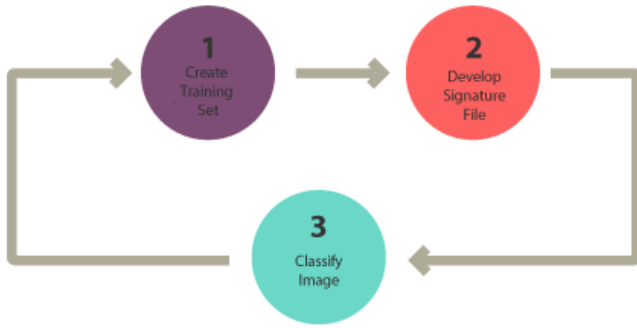 1
Create
Training
Set
2
Develop
Signature
File
3
Classify
Image